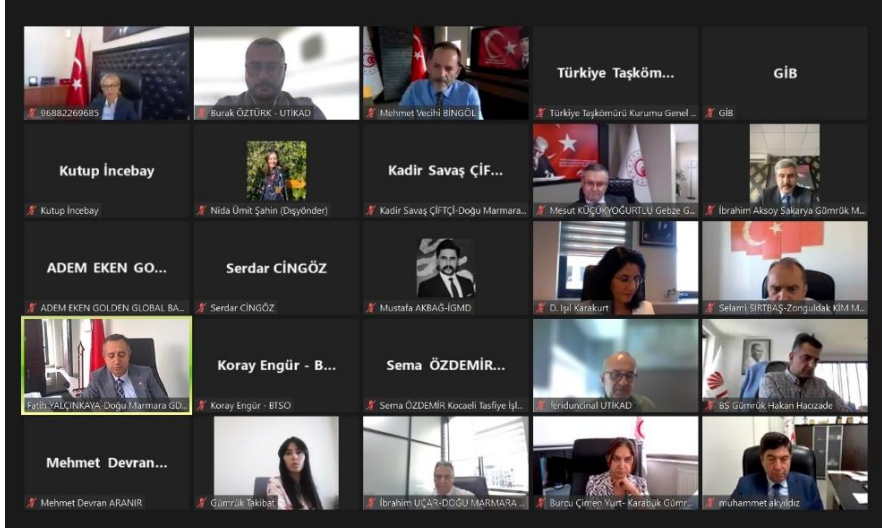 96882269685
Burak ÖZTÜRK - UTİKAD
Mehmet Vecihi BİNGÖL
Türkiye Taşköm...
Türkiye Taşkömürü Kurumu Genel ...
GİB
GİB
Kutup İncebay
Kutup İncebay
Nida Ümit Şahin (Dışyönder)
Kadir Savaş ÇİF...
Kadir Savaş ÇİFTÇİ-Doğu Marmara...
Mesut KÜÇÜKYOĞURTLU Gebze G...
İbrahim Aksoy Sakarya Gümrük M...
ADEM EKEN GO...
ADEM EKEN GOLDEN GLOBAL BA...
Serdar CİNGÖZ
Serdar CİNGÖZ
Mustafa AKBAĞ-İGMD
D. Işıl Karakurt
Selami SIRTBAŞ-Zonguldak KİM M...
Fatih YALÇINKAYA-Doğu Marmara GD...
Koray Engür - B...
Koray Engür - BTSO
Sema ÖZDEMİR...
Sema ÖZDEMİR Kocaeli Tasfiye İşl...
feriduncinal UTİKAD
BS Gümrük Hakan Hacızade
Mehmet Devran...
Mehmet Devran ARANIR
Gümrük Takibat
İbrahim UÇAR-DOĞU MARMARA ...
Burcu Çimen Yurt- Karabük Gümr...
muhammet akyıldız